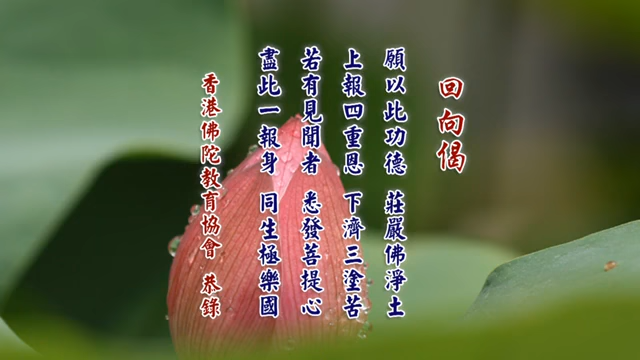 回向偈
願以此功德 莊嚴佛淨土
上報四重恩 下濟三塗苦
若有見聞者 悉發菩提心
盡此一報身 同生極樂國
香港佛陀教育協會 恭錄